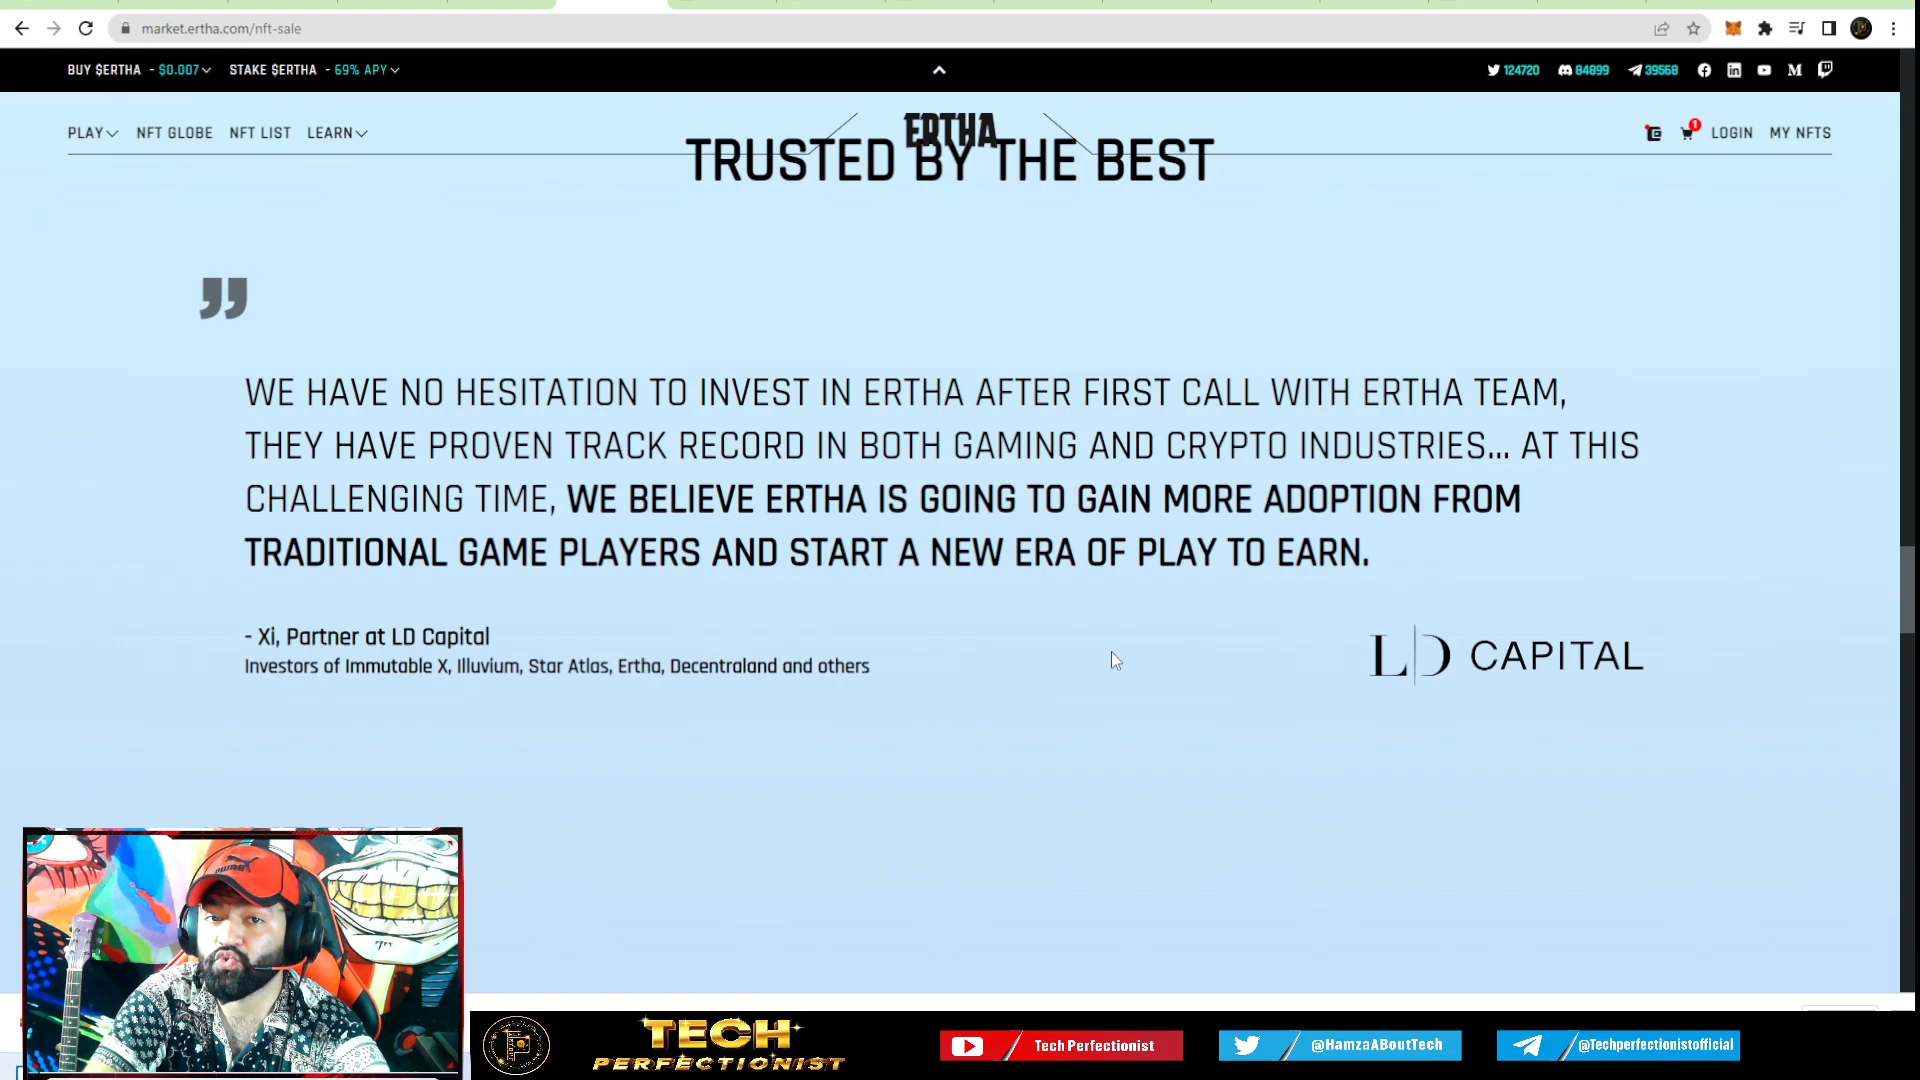 market.ertha.com/nft-sale
BUY $ERTHA - $0.007 STAKE $ERTHA - 69% APY
124720 84899 39568
PLAY NFT GLOBE NFT LIST LEARN
ERTHA
1 LOGIN MY NFTS
TRUSTED BY THE BEST
”
WE HAVE NO HESITATION TO INVEST IN ERTHA AFTER FIRST CALL WITH ERTHA TEAM,
THEY HAVE PROVEN TRACK RECORD IN BOTH GAMING AND CRYPTO INDUSTRIES... AT THIS
CHALLENGING TIME, WE BELIEVE ERTHA IS GOING TO GAIN MORE ADOPTION FROM
TRADITIONAL GAME PLAYERS AND START A NEW ERA OF PLAY TO EARN.
- Xi, Partner at LD Capital
Investors of Immutable X, Illuvium, Star Atlas, Ertha, Decentraland and others
LD CAPITAL
TECH
PERFECTIONIST
Tech Perfectionist
@HamzaABoutTech
@Techperfectionistofficial